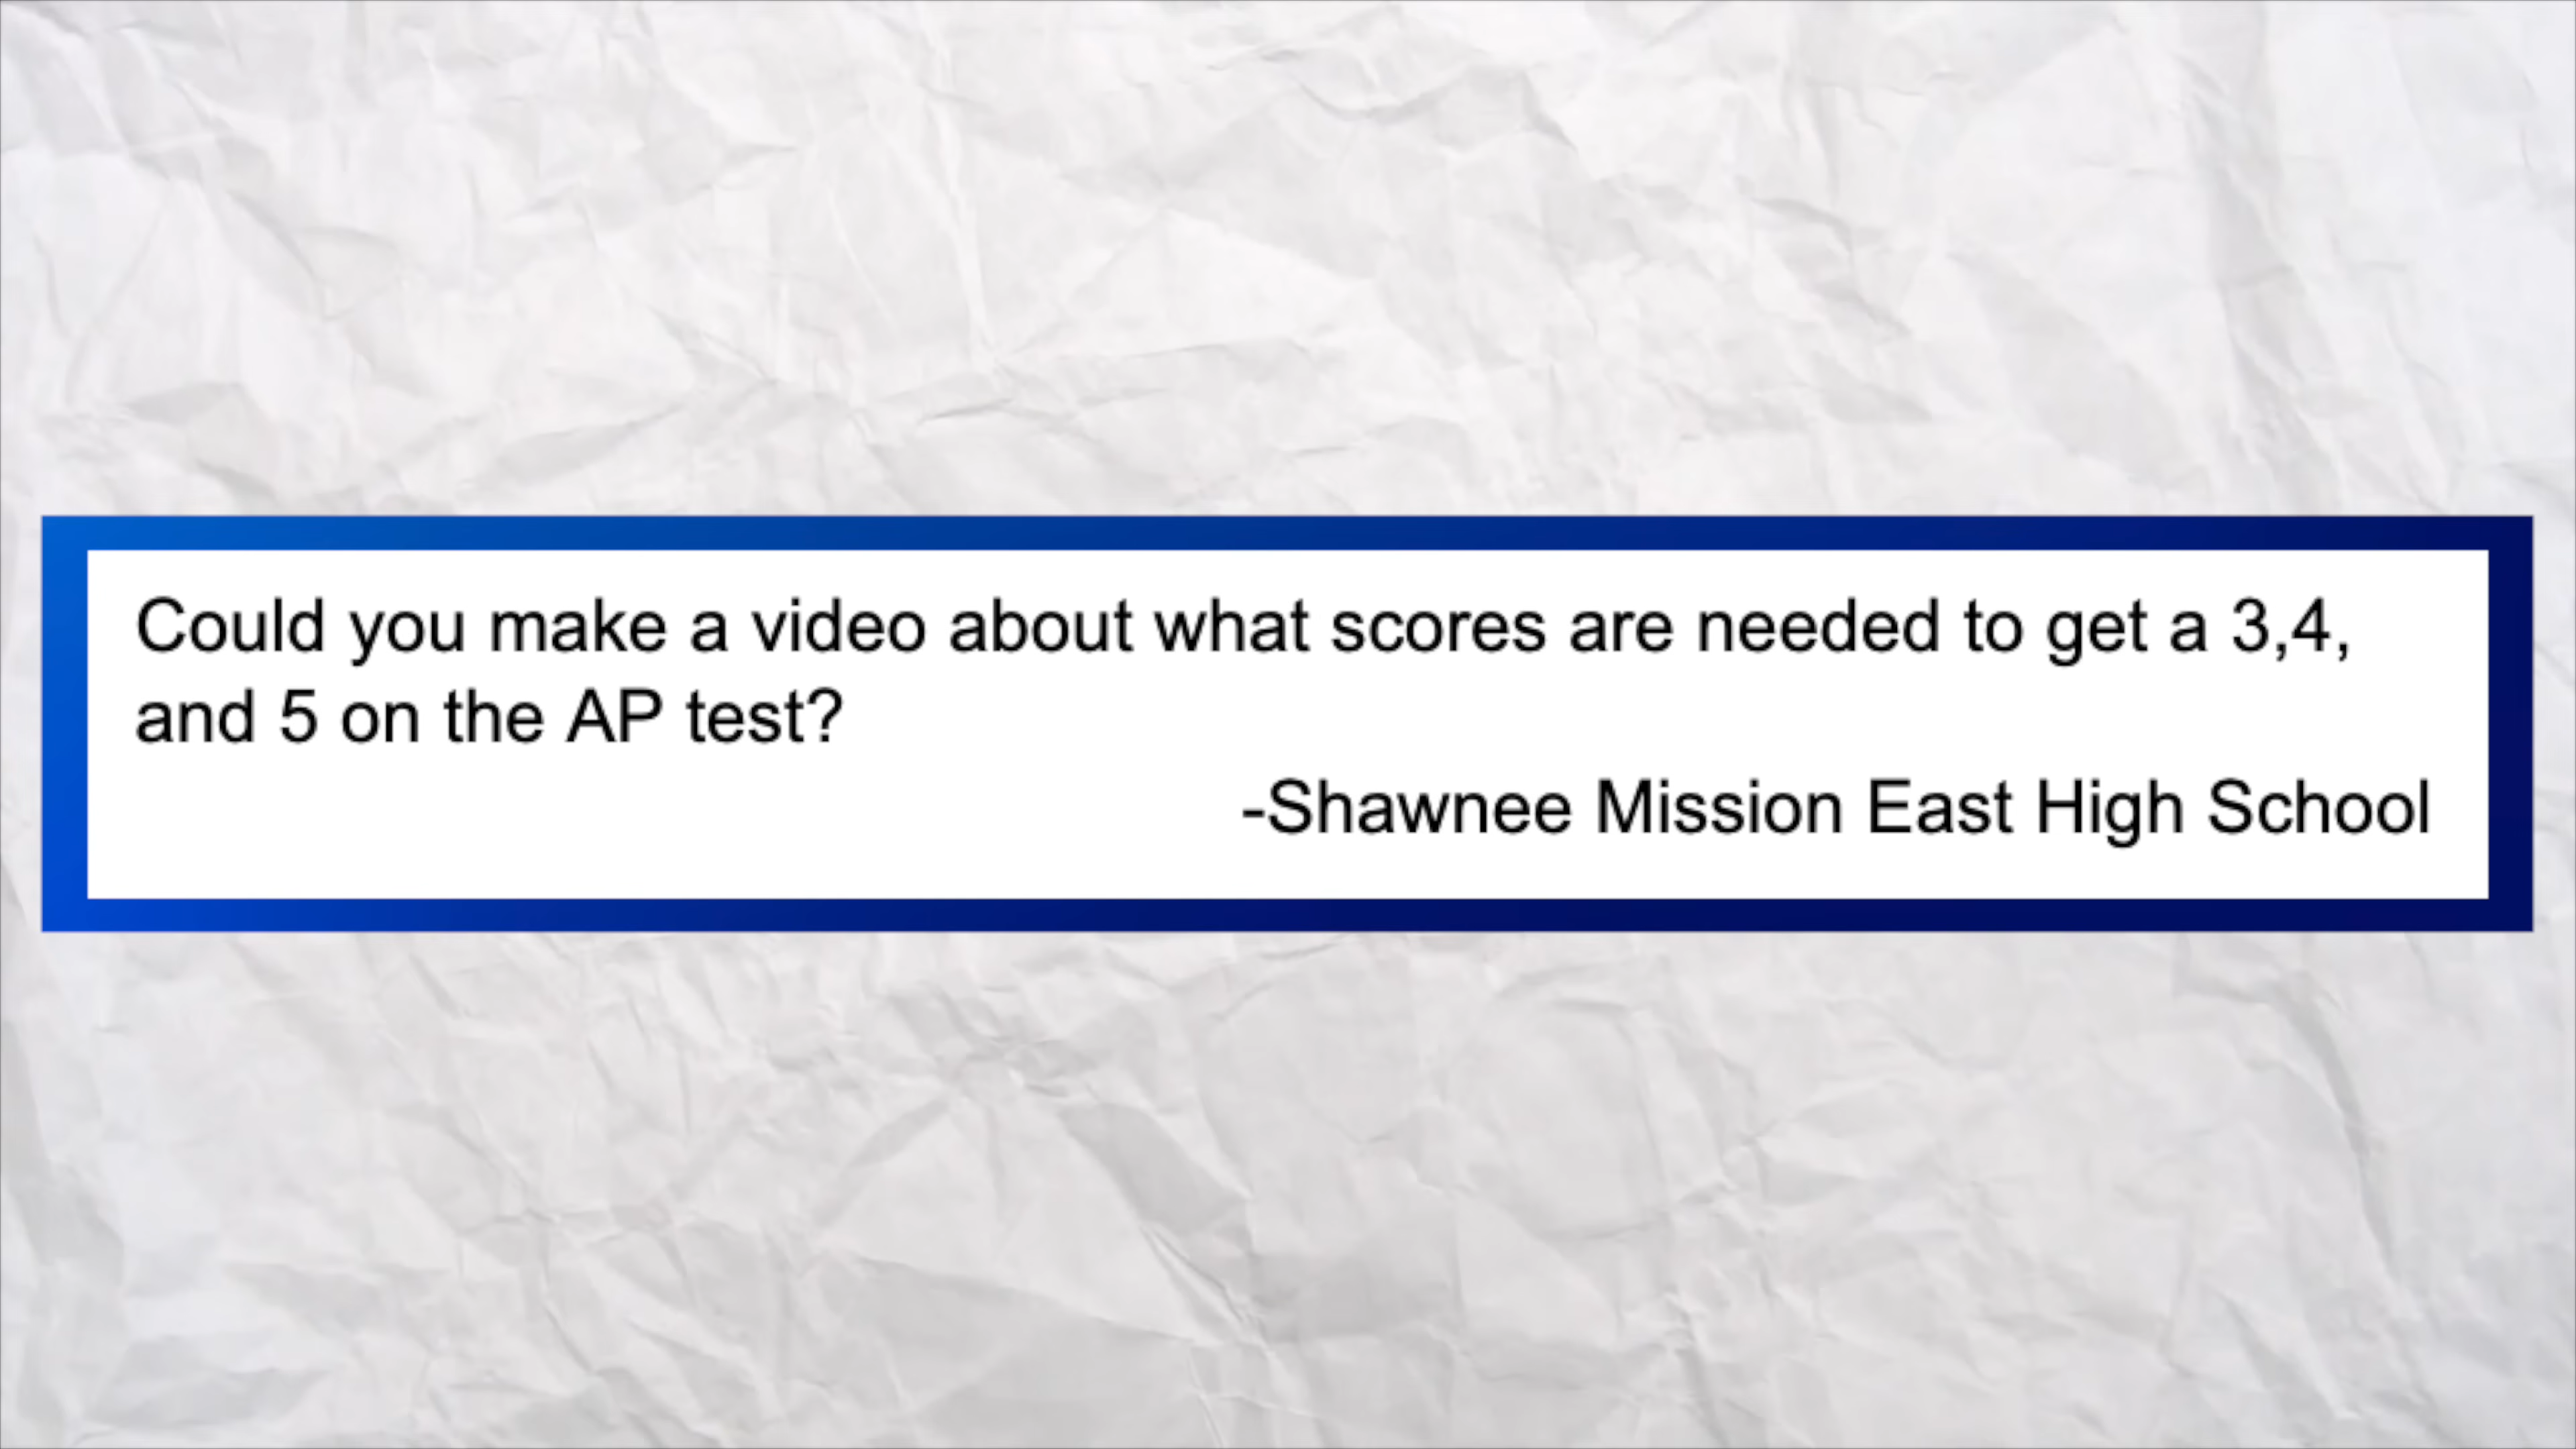 Could you make a video about what scores are needed to get a 3,4,
and 5 on the AP test?
-Shawnee Mission East High School